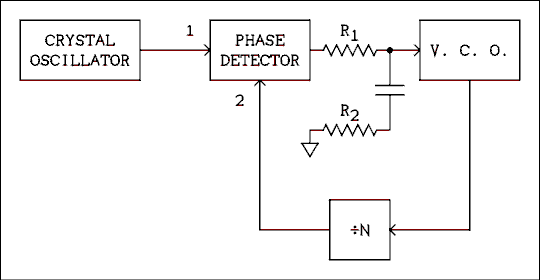 CRYSTAL
OSCILLATOR
1
PHASE
DETECTOR
R1
V. C. O.
2
R2
÷N